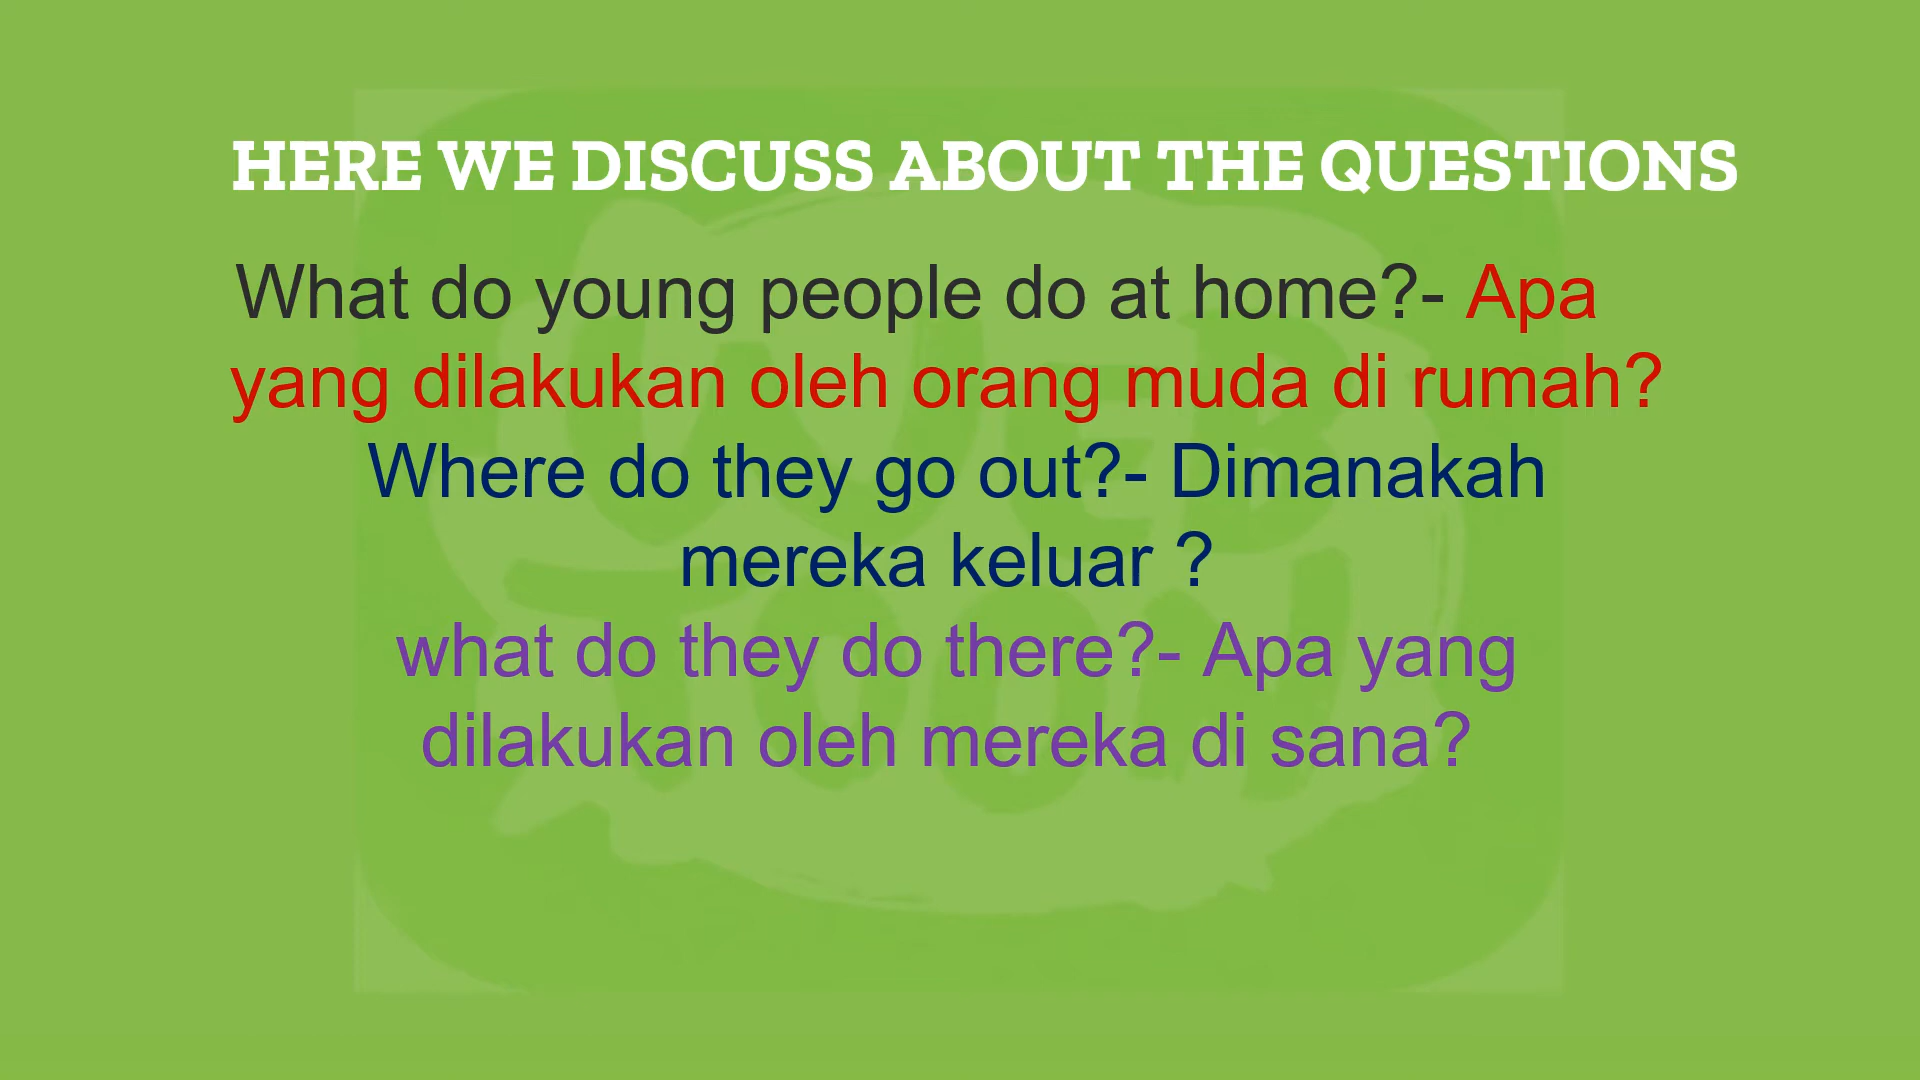 HERE WE DISCUSS ABOUT THE QUESTIONS
What do young people do at home?- Apa
yang dilakukan oleh orang muda di rumah?
Where do they go out?- Dimanakah
mereka keluar ?
what do they do there?- Apa yang
dilakukan oleh mereka di sana?
WEB
TOON